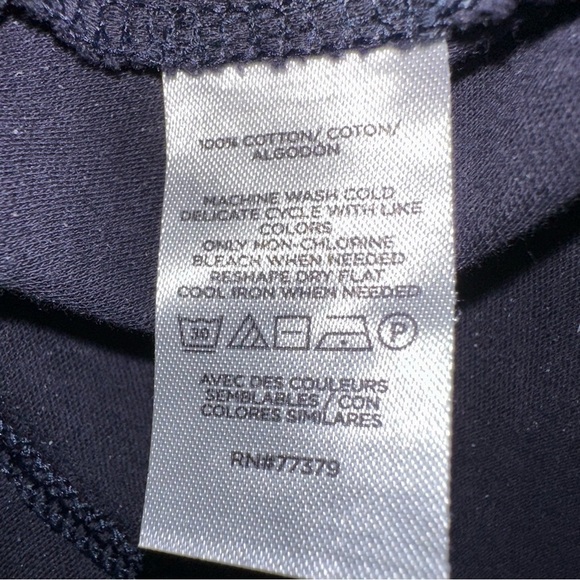 100% COTTON/ COTON/
ALGODON
MACHINE WASH COLD
DELICATE CYCLE WITH LIKE
COLORS
ONLY NON-CHLORINE
BLEACH WHEN NEEDED
RESHAPE DRY FLAT
COOL IRON WHEN NEEDED
30 P
AVEC DES COULEURS
SEMBLABLES / CON
COLORES SIMILARES
RN#77379